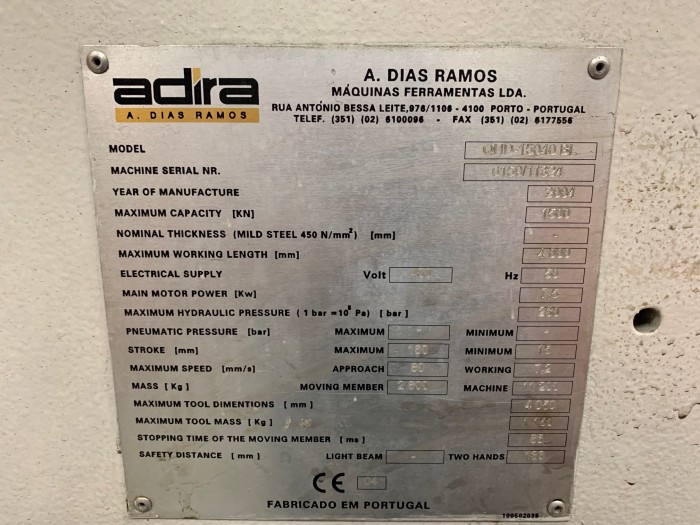 adira
A. DIAS RAMOS
A. DIAS RAMOS
MÁQUINAS FERRAMENTAS LDA.
RUA ANTÓNIO BESSA LEITE, 976/1106 - 4100 PORTO - PORTUGAL
TELEF. (351) (02) 6100096 - FAX (351) (02) 6177556
MODEL
MACHINE SERIAL NR.
YEAR OF MANUFACTURE 2004
MAXIMUM CAPACITY [KN] 1500
NOMINAL THICKNESS (MILD STEEL 450 N/mm²) [mm] -
MAXIMUM WORKING LENGTH [mm]
ELECTRICAL SUPPLY Volt Hz
MAIN MOTOR POWER [Kw]
MAXIMUM HYDRAULIC PRESSURE ( 1 bar =10⁵ Pa) [ bar ]
PNEUMATIC PRESSURE [bar] MAXIMUM - MINIMUM -
STROKE [mm] MAXIMUM MINIMUM
MAXIMUM SPEED [mm/s] APPROACH WORKING
MASS [ Kg ] MOVING MEMBER 2.800 MACHINE
MAXIMUM TOOL DIMENTIONS [ mm ]
MAXIMUM TOOL MASS [ Kg ]
STOPPING TIME OF THE MOVING MEMBER [ ms ]
SAFETY DISTANCE [ mm ] LIGHT BEAM - TWO HANDS
CE
FABRICADO EM PORTUGAL